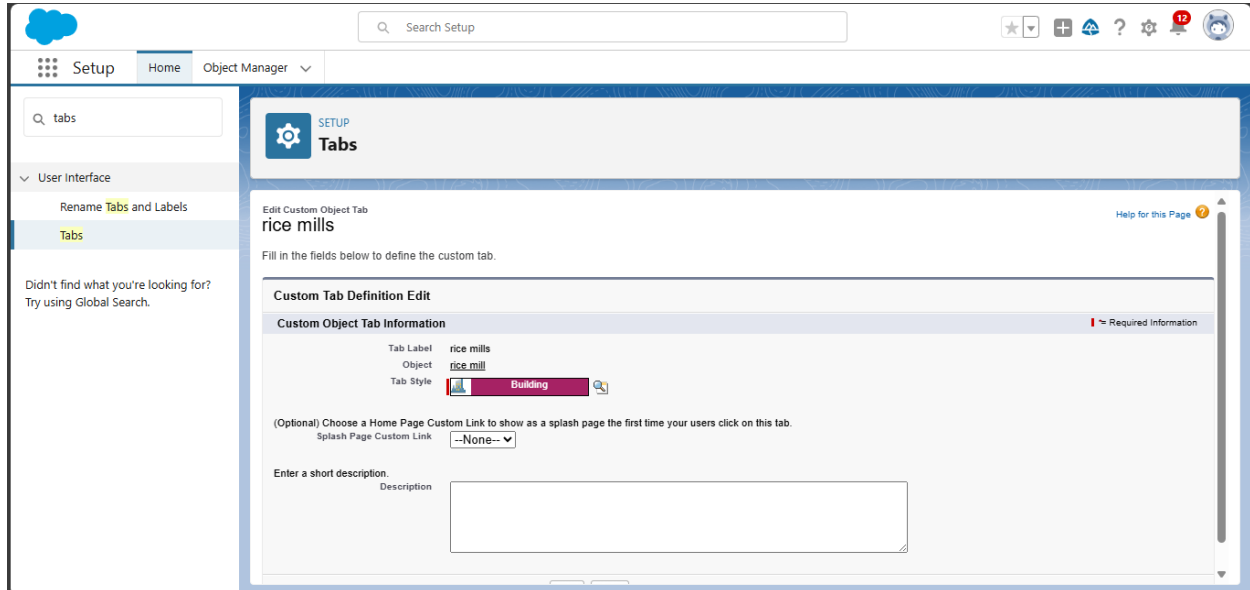 Search Setup
12
Setup
Home
Object Manager
tabs
User Interface
Rename Tabs and Labels
Tabs
Didn't find what you're looking for?
Try using Global Search.
SETUP
Tabs
Edit Custom Object Tab
rice mills
Help for this Page
Fill in the fields below to define the custom tab.
Custom Tab Definition Edit
Custom Object Tab Information
= Required Information
Tab Label rice mills
Object rice mill
Tab Style Building
(Optional) Choose a Home Page Custom Link to show as a splash page the first time your users click on this tab.
Splash Page Custom Link --None--
Enter a short description.
Description